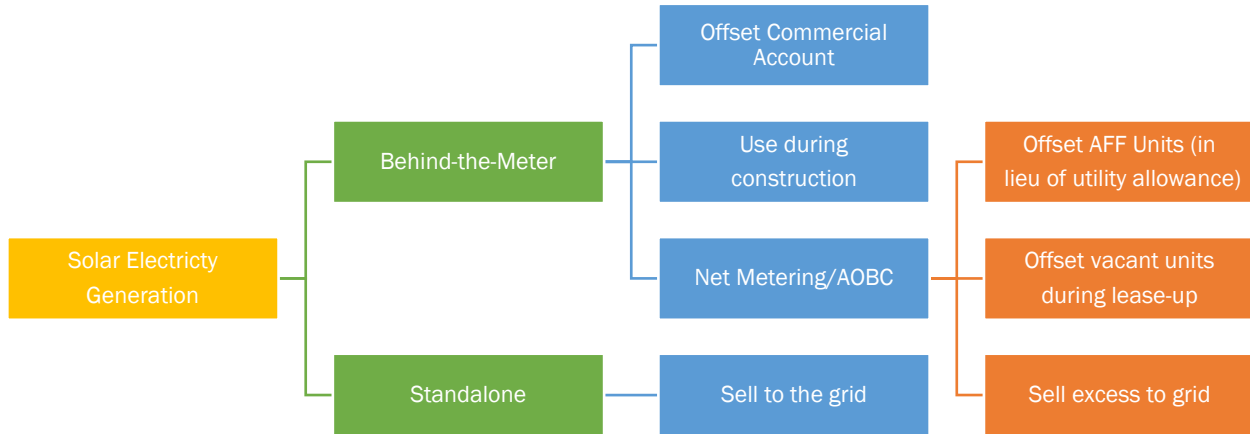 Offset Commercial
Account
Behind-the-Meter
Use during
construction
Offset AFF Units (in
lieu of utility allowance)
Solar Electricty
Generation
Net Metering/AOBC
Offset vacant units
during lease-up
Standalone
Sell to the grid
Sell excess to grid